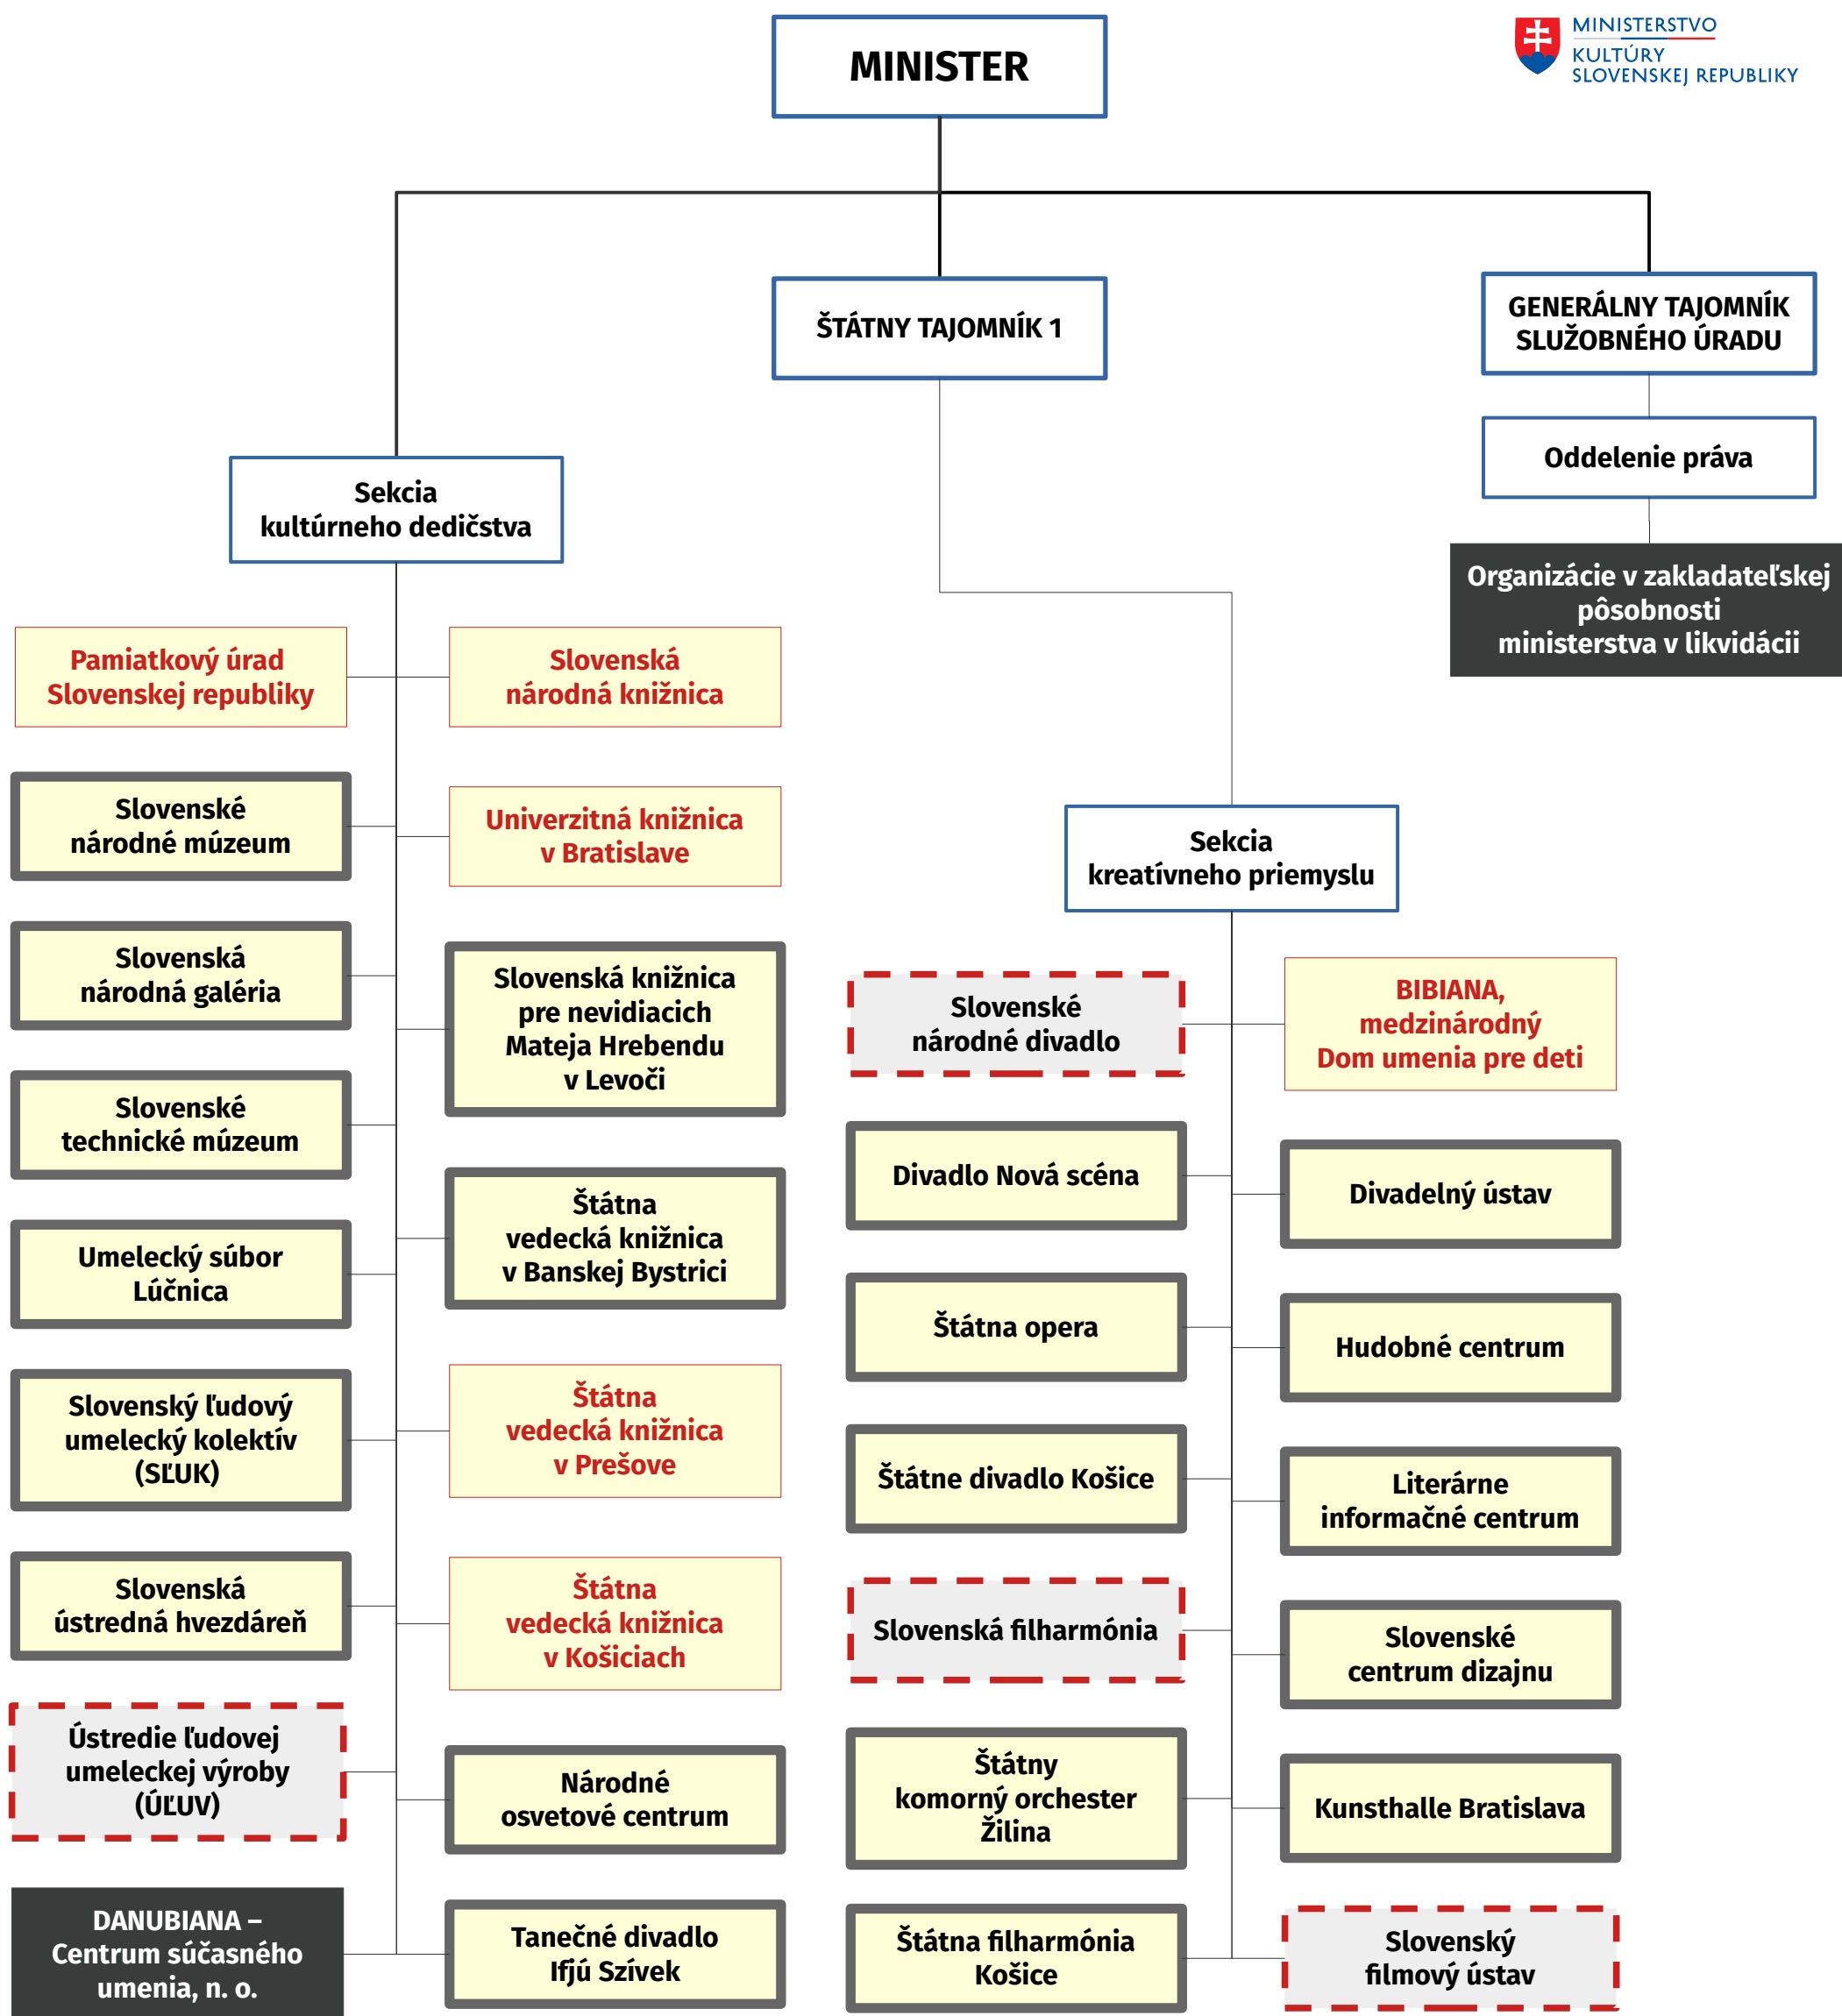 MINISTERSTVO
KULTÚRY
SLOVENSKEJ REPUBLIKY
MINISTER
ŠTÁTNY TAJOMNÍK 1
GENERÁLNY TAJOMNÍK
SLUŽOBNÉHO ÚRADU
Oddelenie práva
Organizácie v zakladateľskej
pôsobnosti
ministerstva v likvidácii
Sekcia
kultúrneho dedičstva
Pamiatkový úrad
Slovenskej republiky
Slovenské
národné múzeum
Slovenská
národná galéria
Slovenské
technické múzeum
Umelecký súbor
Lúčnica
Slovenský ľudový
umelecký kolektív
(SĽUK)
Slovenská
ústredná hvezdáreň
Ústredie ľudovej
umeleckej výroby
(ÚĽUV)
DANUBIANA –
Centrum súčasného
umenia, n. o.
Slovenská
národná knižnica
Univerzitná knižnica
v Bratislave
Slovenská knižnica
pre nevidiacich
Mateja Hrebendu
v Levoči
Štátna
vedecká knižnica
v Banskej Bystrici
Štátna
vedecká knižnica
v Prešove
Štátna
vedecká knižnica
v Košiciach
Národné
osvetové centrum
Tanečné divadlo
Ifjú Szívek
Sekcia
kreatívneho priemyslu
Slovenské
národné divadlo
Divadlo Nová scéna
Štátna opera
Štátne divadlo Košice
Slovenská filharmónia
Štátny
komorný orchester
Žilina
Štátna filharmónia
Košice
BIBIANA,
medzinárodný
Dom umenia pre deti
Divadelný ústav
Hudobné centrum
Literárne
informačné centrum
Slovenské
centrum dizajnu
Kunsthalle Bratislava
Slovenský
filmový ústav